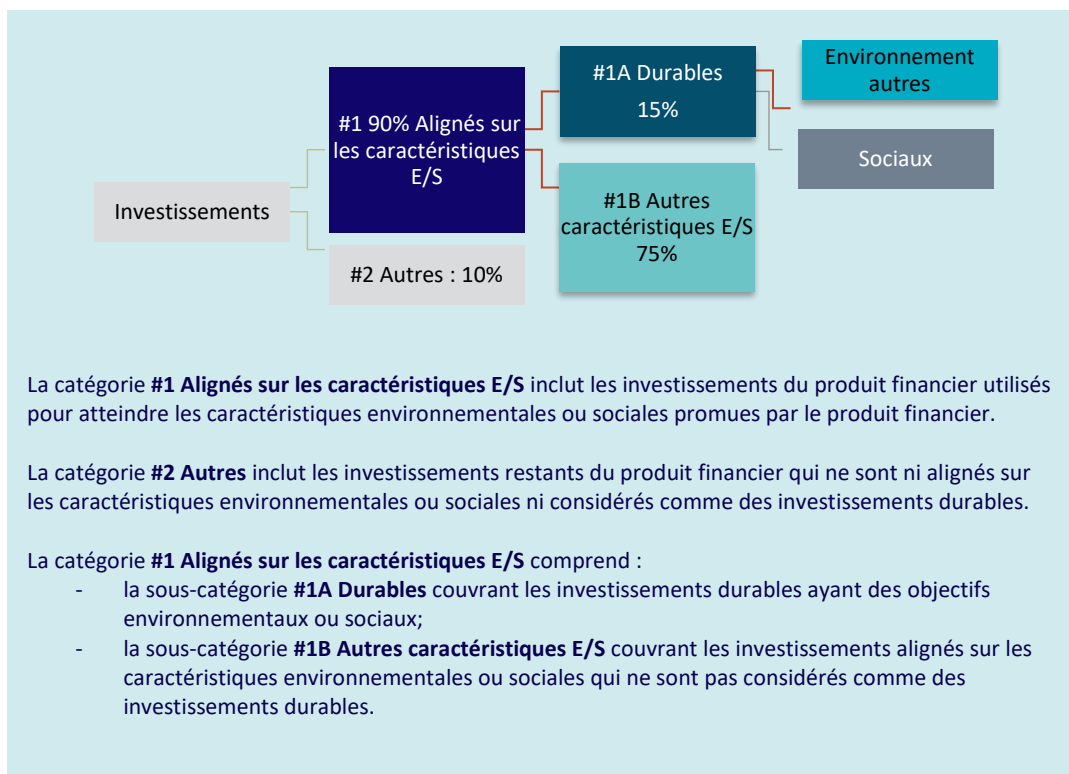 Investissements
#1 90% Alignés sur
les caractéristiques
E/S
#2 Autres : 10%
#1A Durables
15%
#1B Autres
caractéristiques E/S
75%
Environnement
autres
Sociaux
La catégorie #1 Alignés sur les caractéristiques E/S inclut les investissements du produit financier utilisés
pour atteindre les caractéristiques environnementales ou sociales promues par le produit financier.
La catégorie #2 Autres inclut les investissements restants du produit financier qui ne sont ni alignés sur
les caractéristiques environnementales ou sociales ni considérés comme des investissements durables.
La catégorie #1 Alignés sur les caractéristiques E/S comprend :
- la sous-catégorie #1A Durables couvrant les investissements durables ayant des objectifs
environnementaux ou sociaux;
- la sous-catégorie #1B Autres caractéristiques E/S couvrant les investissements alignés sur les
caractéristiques environnementales ou sociales qui ne sont pas considérés comme des
investissements durables.